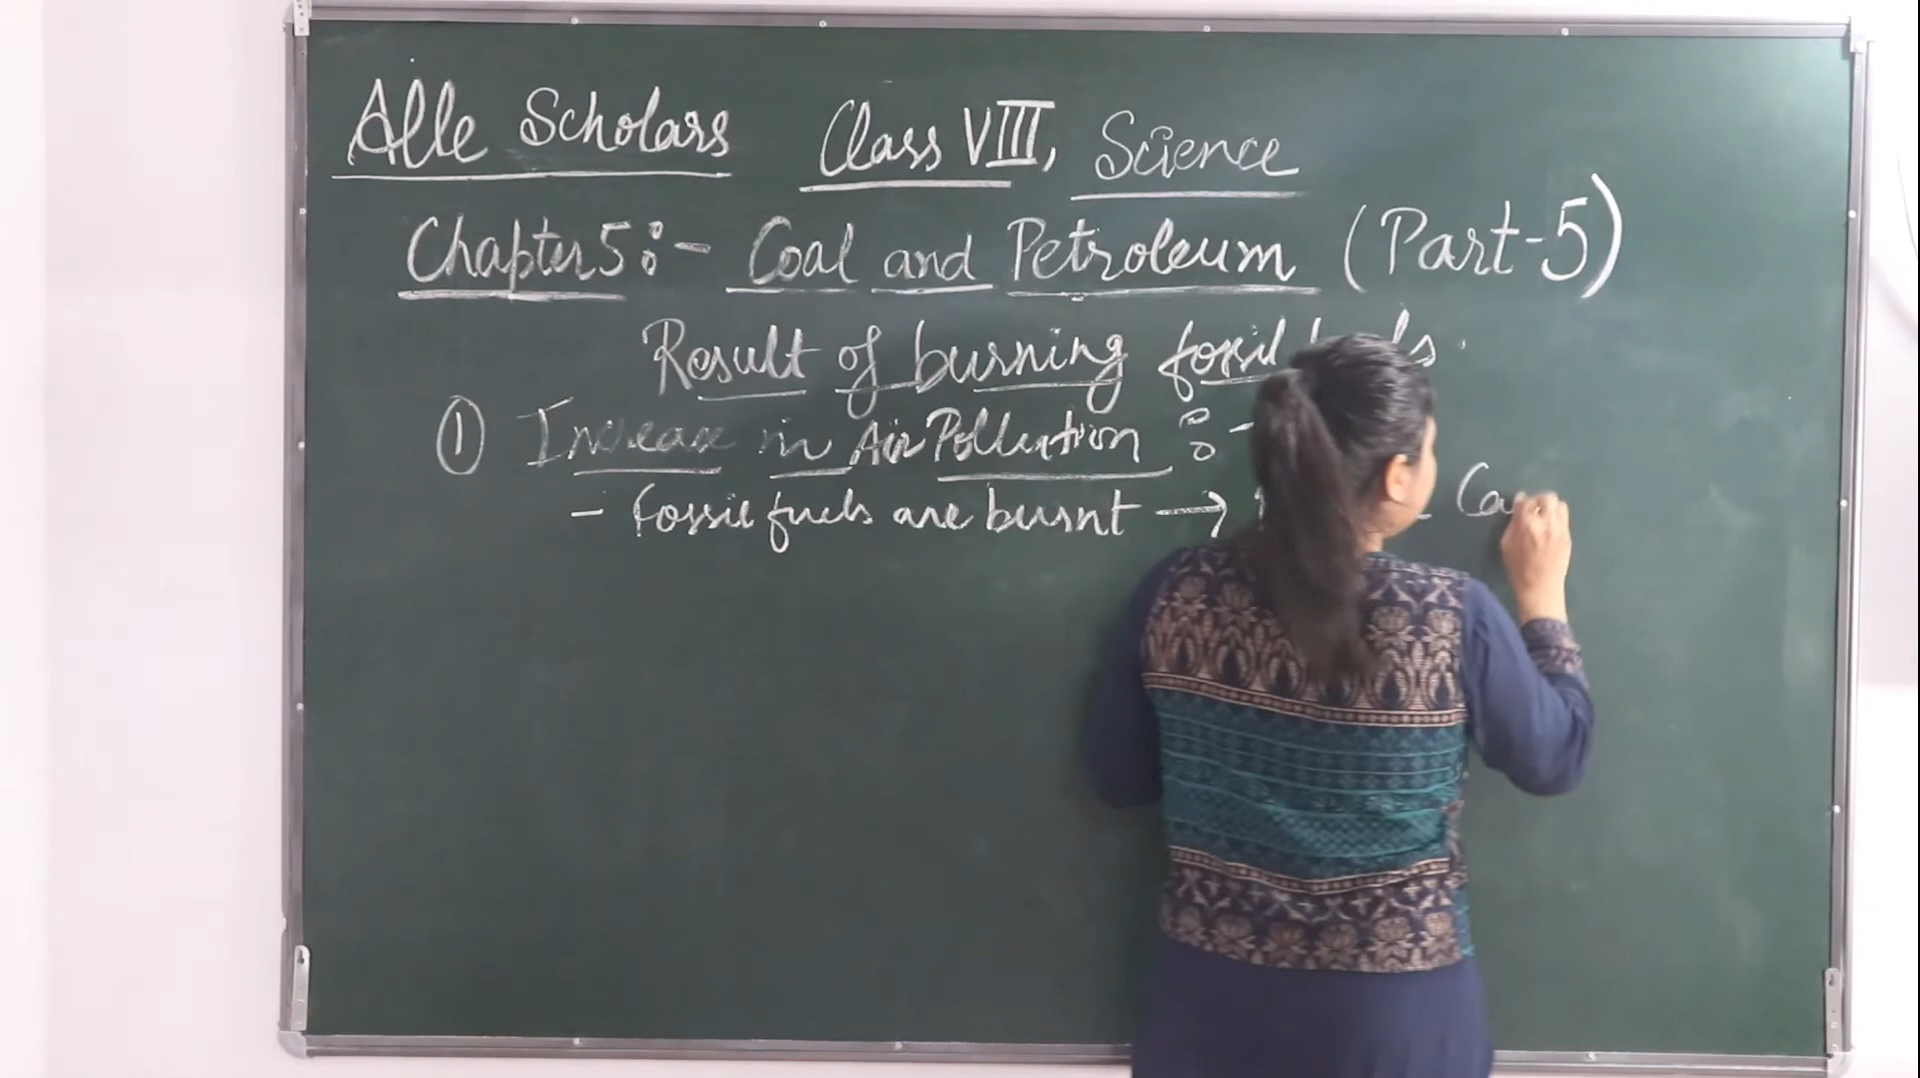 Alle Scholars Class VIII, Science
Chapter 5:- Coal and Petroleum (Part-5)
Result of burning fossil
① Increase in Air Pollution :-
- Fossil fuels are burnt →